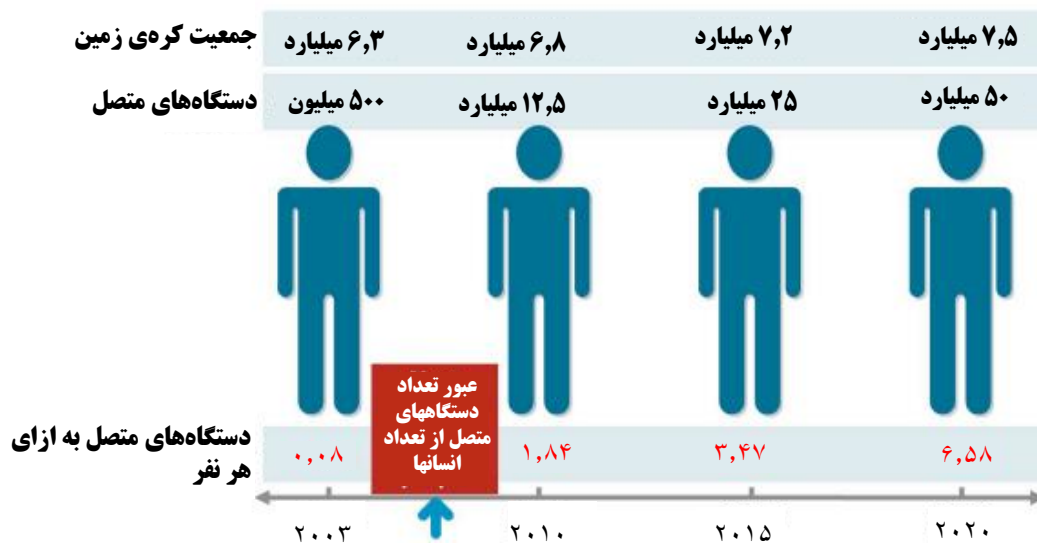 جمعیت کره‌ی زمین
۶,۳ میلیارد
۶,۸ میلیارد
۷,۲ میلیارد
۷,۵ میلیارد
دستگاه‌های متصل
۵۰۰ میلیون
۱۲,۵ میلیارد
۲۵ میلیارد
۵۰ میلیارد
عبور تعداد
دستگاههای
متصل از تعداد
انسانها
دستگاه‌های متصل به ازای
هر نفر
۰,۰۸
۱,۸۴
۳,۴۷
۶,۵۸
۲۰۰۳
۲۰۱۰
۲۰۱۵
۲۰۲۰